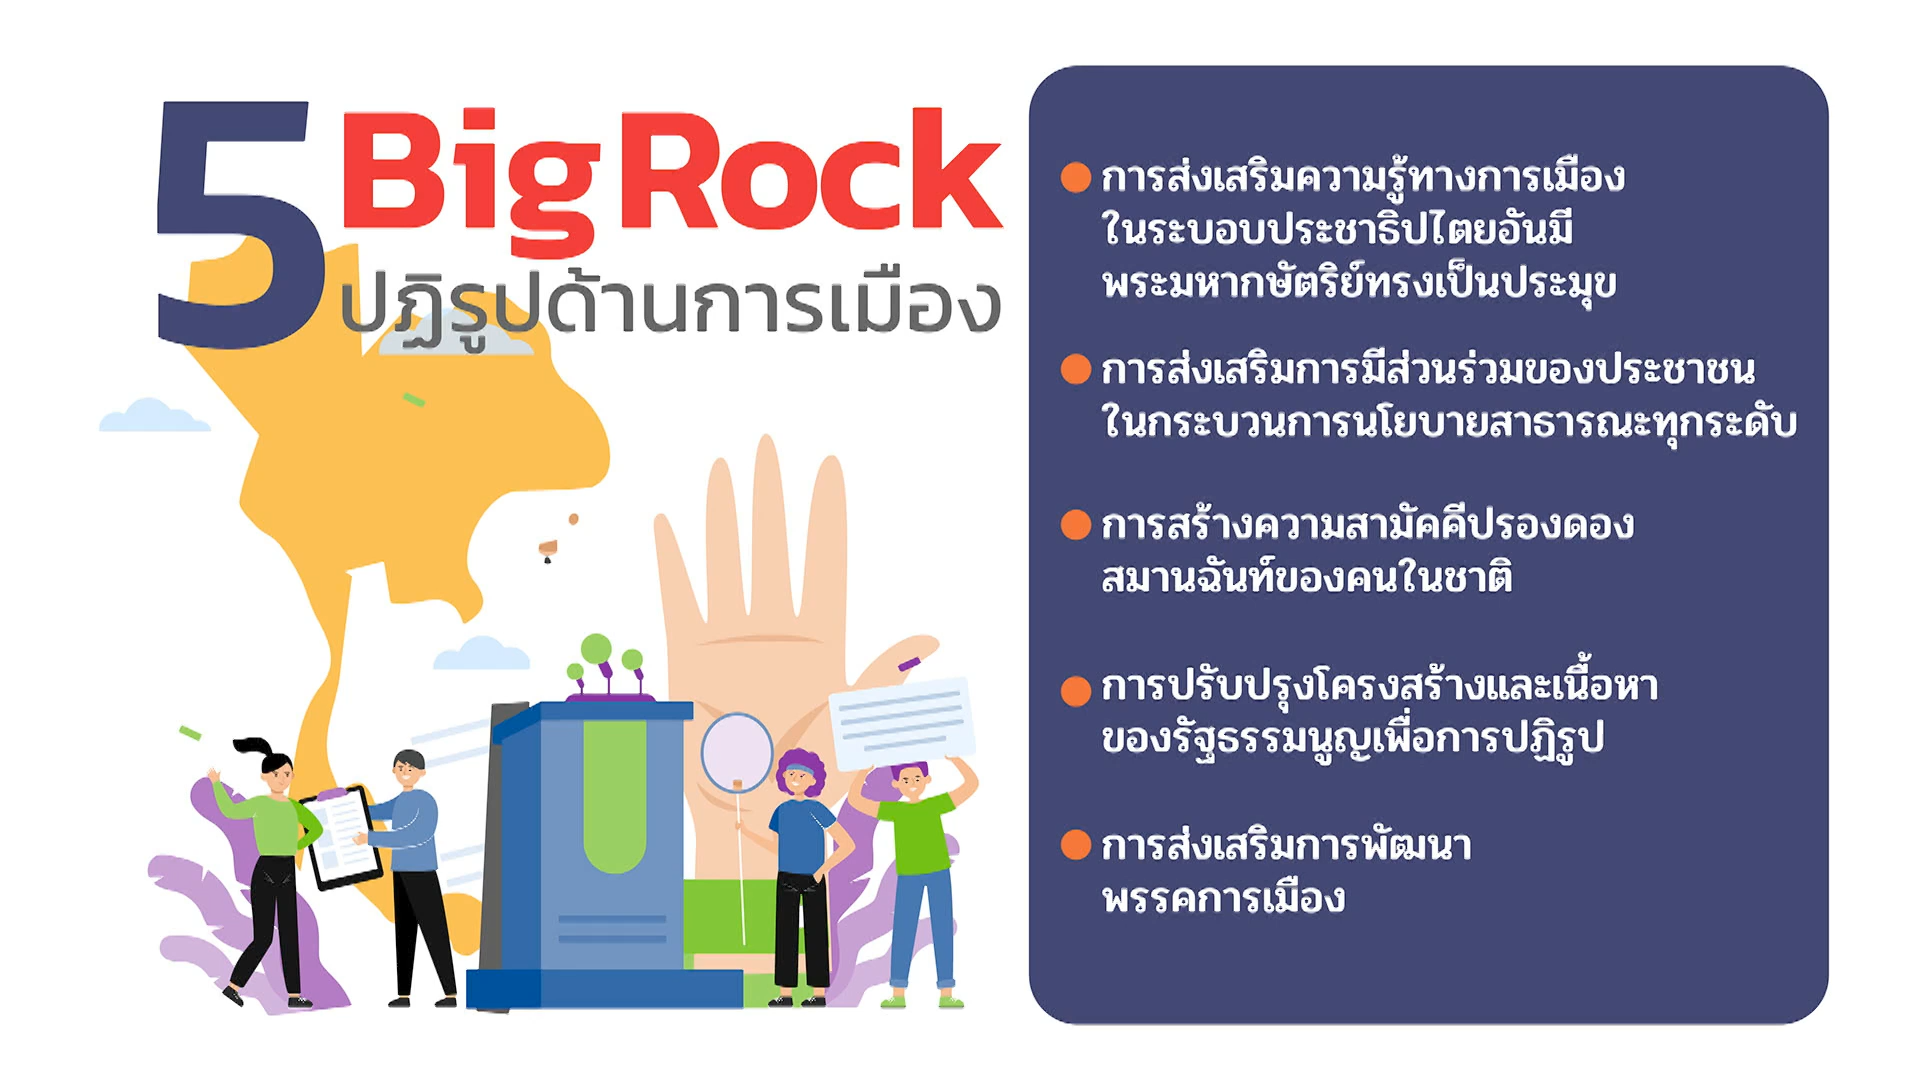 5 Big Rock
ปฏิรูปด้านการเมือง
การส่งเสริมความรู้ทางการเมือง
ในระบอบประชาธิปไตยอันมี
พระมหากษัตริย์ทรงเป็นประมุข
การส่งเสริมการมีส่วนร่วมของประชาชน
ในกระบวนการนโยบายสาธารณะทุกระดับ
การสร้างความสามัคคีปรองดอง
สมานฉันท์ของคนในชาติ
การปรับปรุงโครงสร้างและเนื้อหา
ของรัฐธรรมนูญเพื่อการปฏิรูป
การส่งเสริมการพัฒนา
พรรคการเมือง